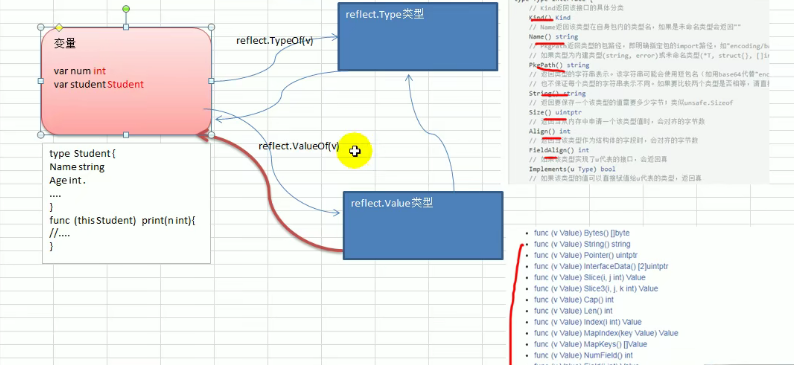 变量
var num int
var student Student
type Student {
Name string
Age int .
....
}
func (this Student) print(n int){
//....
}
reflect.TypeOf(v)
reflect.ValueOf(v)
reflect.Type类型
reflect.Value类型
// Kind返回该接口的具体分类
Kind() Kind
// Name返回该类型在自身包内的类型名，如果是未命名类型会返回""
Name() string
// PkgPath返回类型的包路径，即明确指定包的import路径，如"encoding/ba
// 如果类型为内建类型(string, error)或未命名类型(*T, struct{}, []in
PkgPath() string
// 返回类型的字符串表示。该字符串可能会使用短包名（如用base64代替"enc
// 也不保证每个类型的字符串表示不同。如果要比较两个类型是否相等，请直接
String() string
// 返回要保存一个该类型的值需要多少字节；类似unsafe.Sizeof
Size() uintptr
// 返回当从内存中申请一个该类型值时，会对齐的字节数
Align() int
// 返回当该类型作为结构体的字段时，会对齐的字节数
FieldAlign() int
// 如果该类型实现了u代表的接口，会返回真
Implements(u Type) bool
// 如果该类型的值可以直接赋值给u代表的类型，返回真
func (v Value) Bytes() []byte
func (v Value) String() string
func (v Value) Pointer() uintptr
func (v Value) InterfaceData() [2]uintptr
func (v Value) Slice(i, j int) Value
func (v Value) Slice3(i, j, k int) Value
func (v Value) Cap() int
func (v Value) Len() int
func (v Value) Index(i int) Value
func (v Value) MapIndex(key Value) Value
func (v Value) MapKeys() []Value
func (v Value) NumField() int